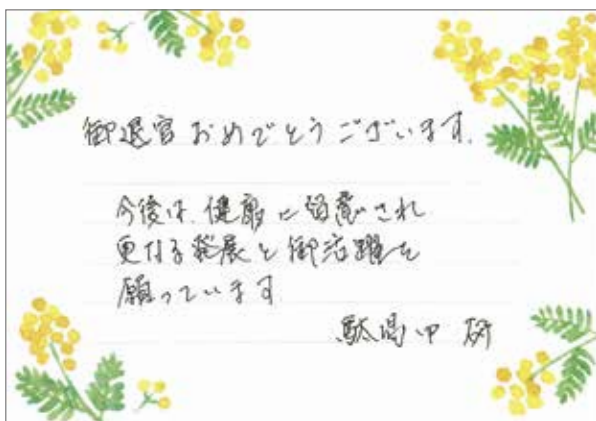 御退官おめでとうございます。
今後は、健康に留意され
更なる発展と御活躍を
願っています